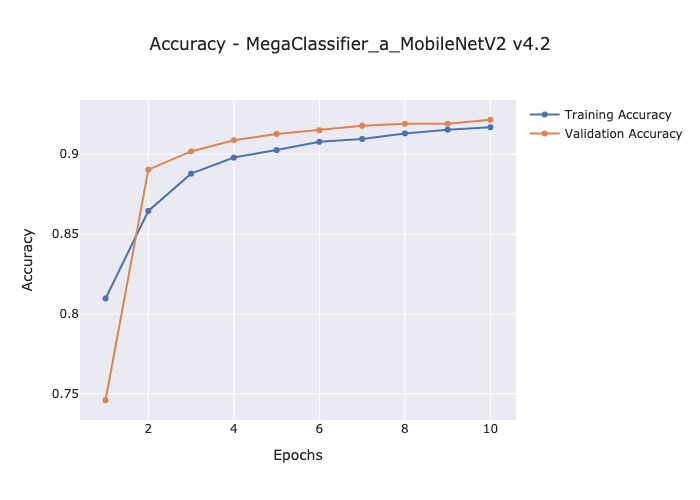 Accuracy - MegaClassifier_a_MobileNetV2 v4.2
Training Accuracy
Validation Accuracy
Accuracy
0.9
0.85
0.8
0.75
2 4 6 8 10
Epochs